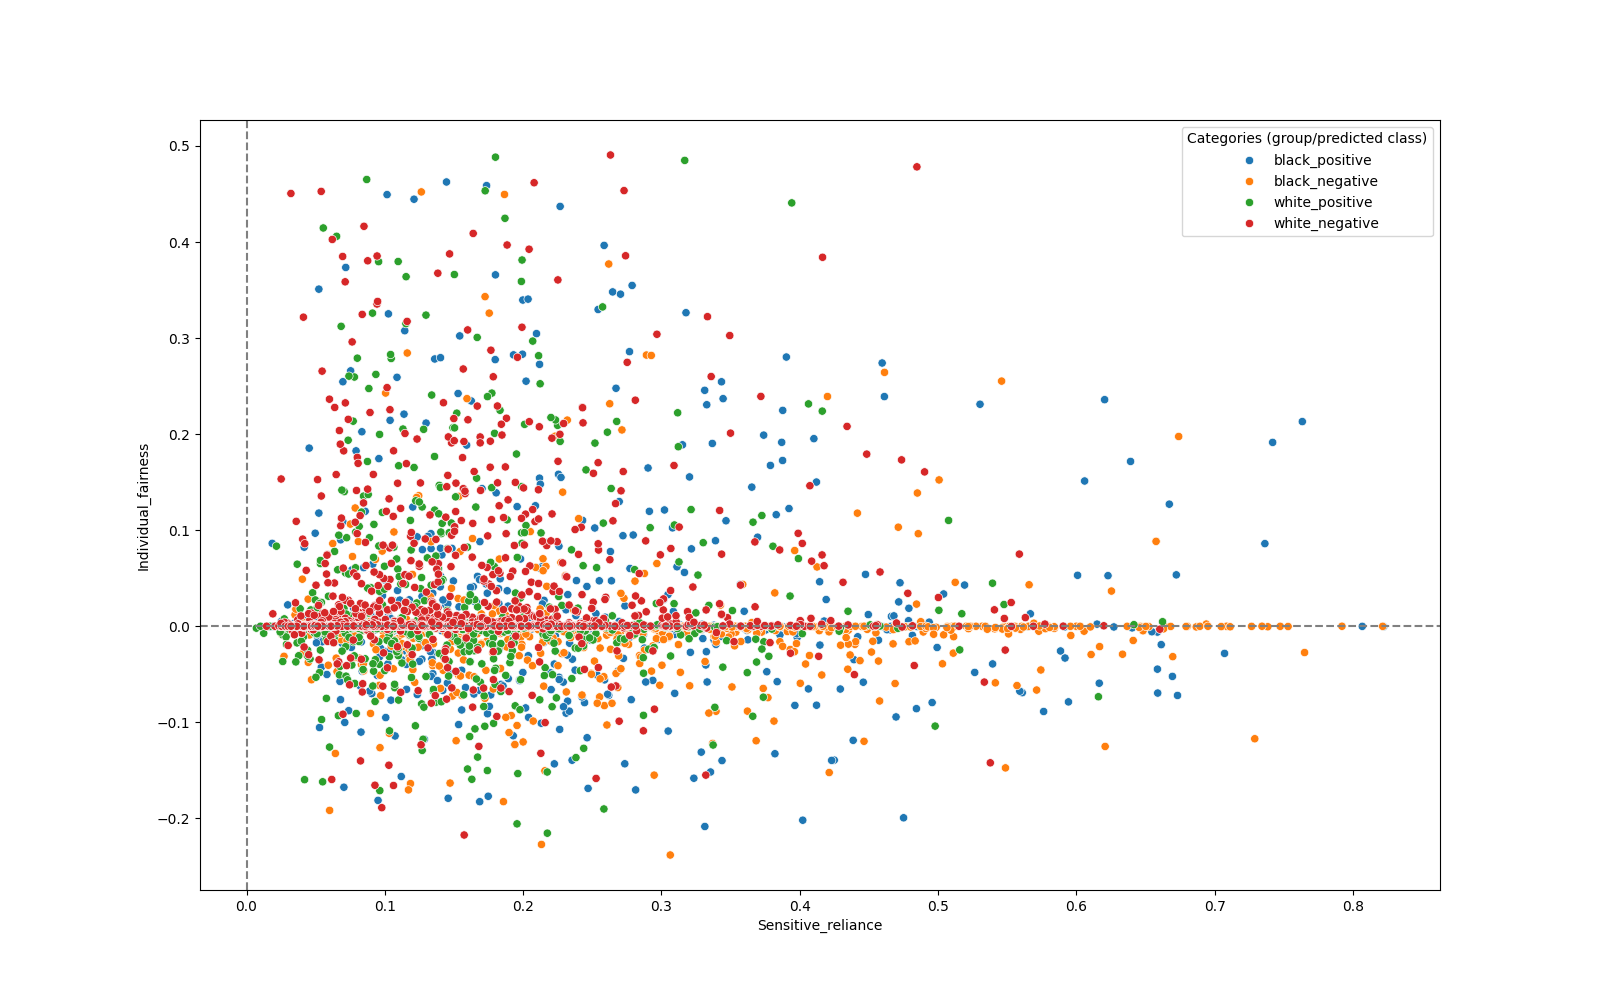 Categories (group/predicted class)
black_positive
black_negative
white_positive
white_negative
Individual_fairness
0.5
0.4
0.3
0.2
0.1
0.0
−0.1
−0.2
0.0 0.1 0.2 0.3 0.4 0.5 0.6 0.7 0.8
Sensitive_reliance